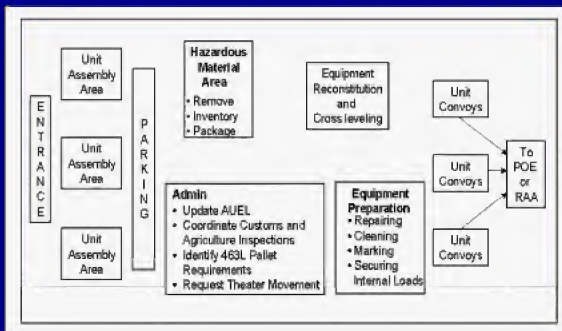 ENTRANCE
Unit
Assembly
Area
Unit
Assembly
Area
Unit
Assembly
Area
PARKING
Hazardous
Material
Area
• Remove
• Inventory
• Package
Admin
• Update AUEL
• Coordinate Customs and
Agriculture Inspections
• Identify 463L Pallet
Requirements
• Request Theater Movement
Equipment
Reconstitution
and
Cross leveling
Equipment
Preparation
• Repairing
• Cleaning
• Marking
• Securing
Internal Loads
Unit
Convoys
Unit
Convoys
Unit
Convoys
To
POE
or
RAA